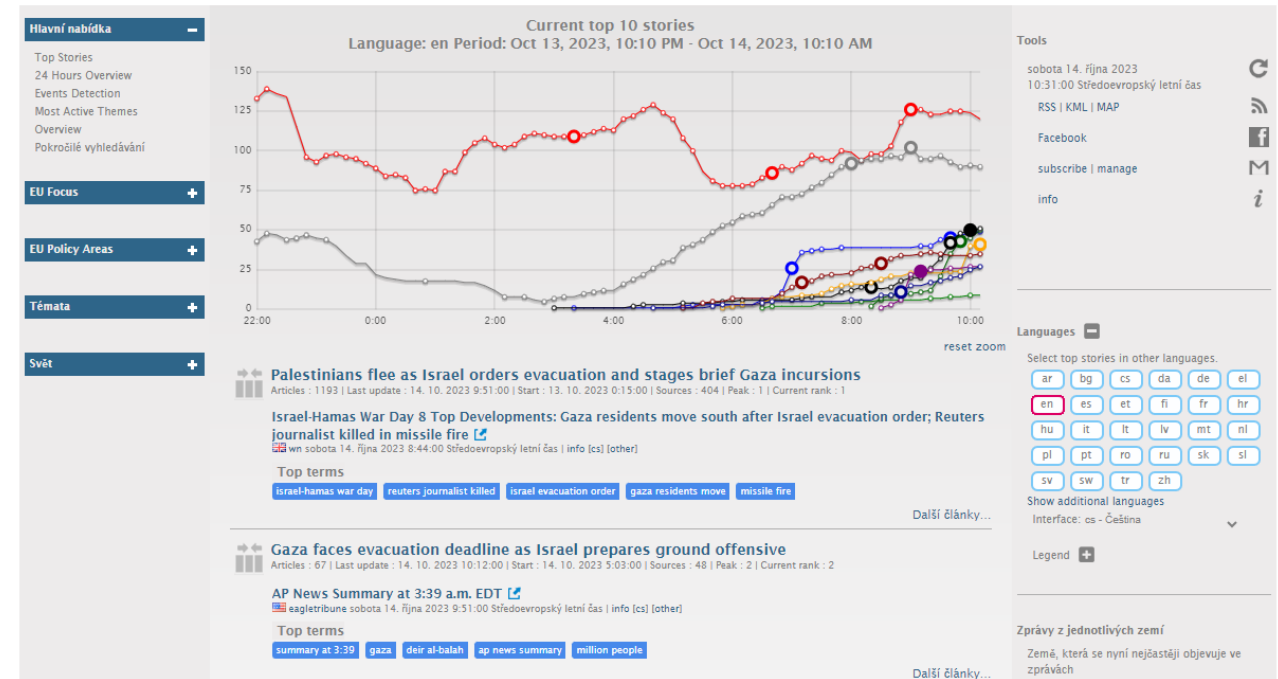 Hlavní nabídka
Top Stories
24 Hours Overview
Events Detection
Most Active Themes
Overview
Pokročilé vyhledávání
EU Focus
EU Policy Areas
Témata
Svět
Current top 10 stories
Language: en Period: Oct 13, 2023, 10:10 PM - Oct 14, 2023, 10:10 AM
150
125
100
75
50
25
0
22:00 0:00 2:00 4:00 6:00 8:00 10:00
reset zoom
Palestinians flee as Israel orders evacuation and stages brief Gaza incursions
Articles : 1193 | Last update : 14. 10. 2023 9:51:00 | Start : 13. 10. 2023 0:15:00 | Sources : 404 | Peak : 1 | Current rank : 1
Israel-Hamas War Day 8 Top Developments: Gaza residents move south after Israel evacuation order; Reuters
journalist killed in missile fire
wn sobota 14. října 2023 8:44:00 Středoevropský letní čas | info [cs] [other]
Top terms
israel-hamas war day reuters journalist killed israel evacuation order gaza residents move missile fire
Další články...
Gaza faces evacuation deadline as Israel prepares ground offensive
Articles : 67 | Last update : 14. 10. 2023 10:12:00 | Start : 14. 10. 2023 5:03:00 | Sources : 48 | Peak : 2 | Current rank : 2
AP News Summary at 3:39 a.m. EDT
eagletribune sobota 14. října 2023 9:51:00 Středoevropský letní čas | info [cs] [other]
Top terms
summary at 3:39 gaza deir al-balah ap news summary million people
Další články...
Tools
sobota 14. října 2023
10:31:00 Středoevropský letní čas
RSS | KML | MAP
Facebook
subscribe | manage
info
Languages
Select top stories in other languages.
ar bg cs da de el
en es et fi fr hr
hu it lt lv mt nl
pl pt ro ru sk sl
sv sw tr zh
Show additional languages
Interface: cs - Čeština
Legend
Zprávy z jednotlivých zemí
Země, která se nyní nejčastěji objevuje ve
zprávách